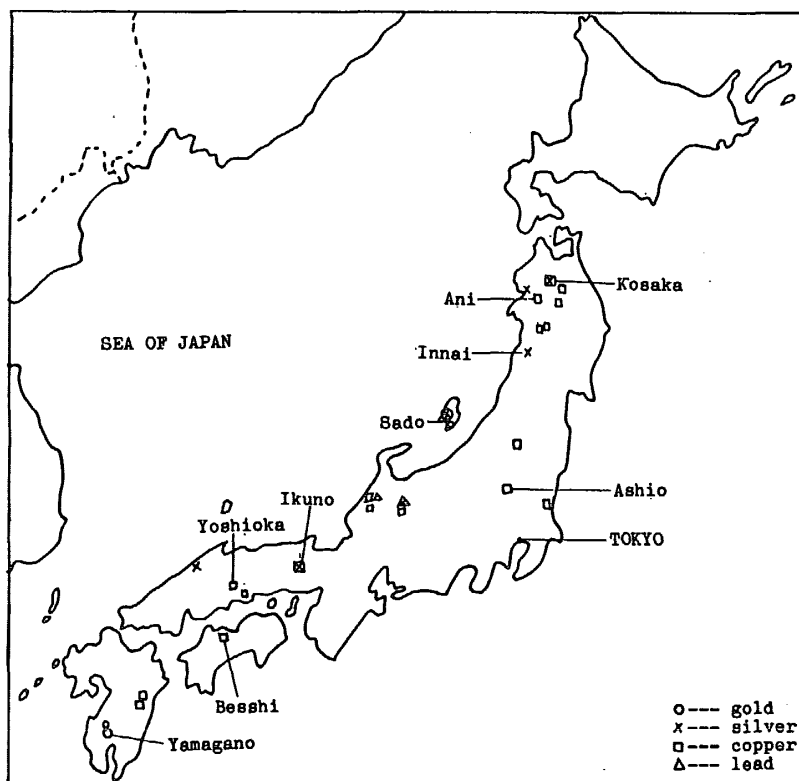 Kosaka
Ani
SEA OF JAPAN
Innai
Sado
Ikuno
Ashio
Yoshioka
TOKYO
Besshi
Yamagano
o--- gold
x--- silver
□--- copper
△--- lead